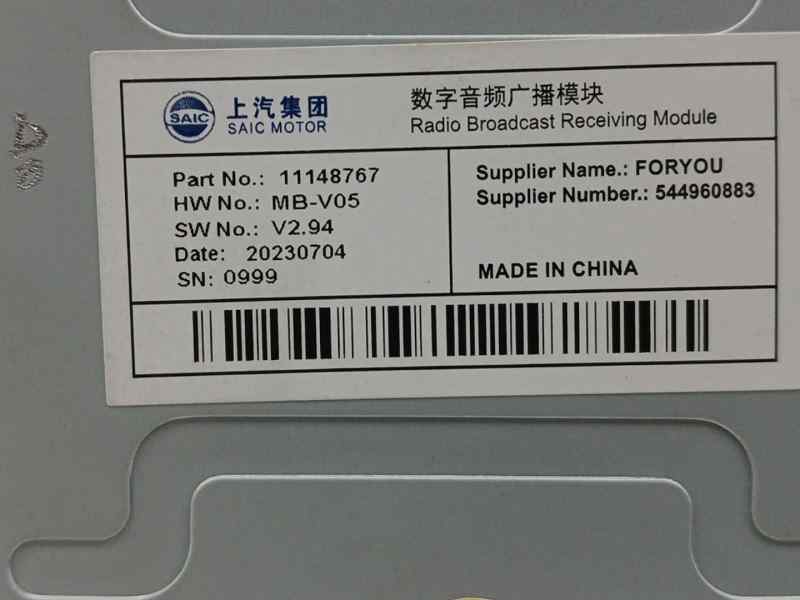 SAIC
上汽集团
SAIC MOTOR
数字音频广播模块
Radio Broadcast Receiving Module
Part No.: 11148767
HW No.: MB-V05
SW No.: V2.94
Date: 20230704
SN: 0999
Supplier Name.: FORYOU
Supplier Number.: 544960883
MADE IN CHINA